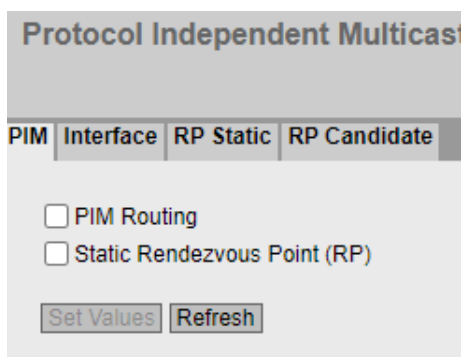 Protocol Independent Multicast
PIM Interface RP Static RP Candidate
PIM Routing
Static Rendezvous Point (RP)
Set Values Refresh